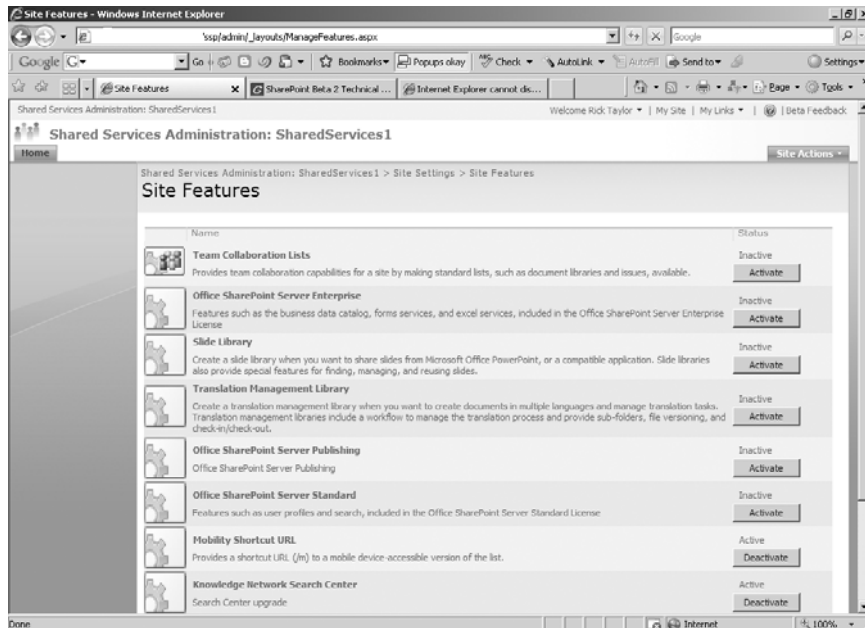 Site Features - Windows Internet Explorer
'ssp/admin/_layouts/ManageFeatures.aspx
Google
Google G Go Bookmarks Popups okay Check AutoLink AutoFill Send to Settings
Site Features x SharePoint Beta 2 Technical ... Internet Explorer cannot dis... Page Tools
Shared Services Administration: SharedServices1
Welcome Rick Taylor | My Site | My Links | | Beta Feedback
Shared Services Administration: SharedServices1
Home
Site Actions
Shared Services Administration: SharedServices1 > Site Settings > Site Features
Site Features
Name Status
Team Collaboration Lists
Inactive
Provides team collaboration capabilities for a site by making standard lists, such as document libraries and issues, available.
Activate
Office SharePoint Server Enterprise
Inactive
Features such as the business data catalog, forms services, and excel services, included in the Office SharePoint Server Enterprise
License
Activate
Slide Library
Inactive
Create a slide library when you want to share slides from Microsoft Office PowerPoint, or a compatible application. Slide libraries
also provide special features for finding, managing, and reusing slides.
Activate
Translation Management Library
Inactive
Create a translation management library when you want to create documents in multiple languages and manage translation tasks.
Translation management libraries include a workflow to manage the translation process and provide sub-folders, file versioning, and
check-in/check-out.
Activate
Office SharePoint Server Publishing
Inactive
Office SharePoint Server Publishing
Activate
Office SharePoint Server Standard
Inactive
Features such as user profiles and search, included in the Office SharePoint Server Standard License
Activate
Mobility Shortcut URL
Active
Provides a shortcut URL (/m) to a mobile device-accessible version of the list.
Deactivate
Knowledge Network Search Center
Active
Search Center upgrade
Deactivate
Done
Internet
100%